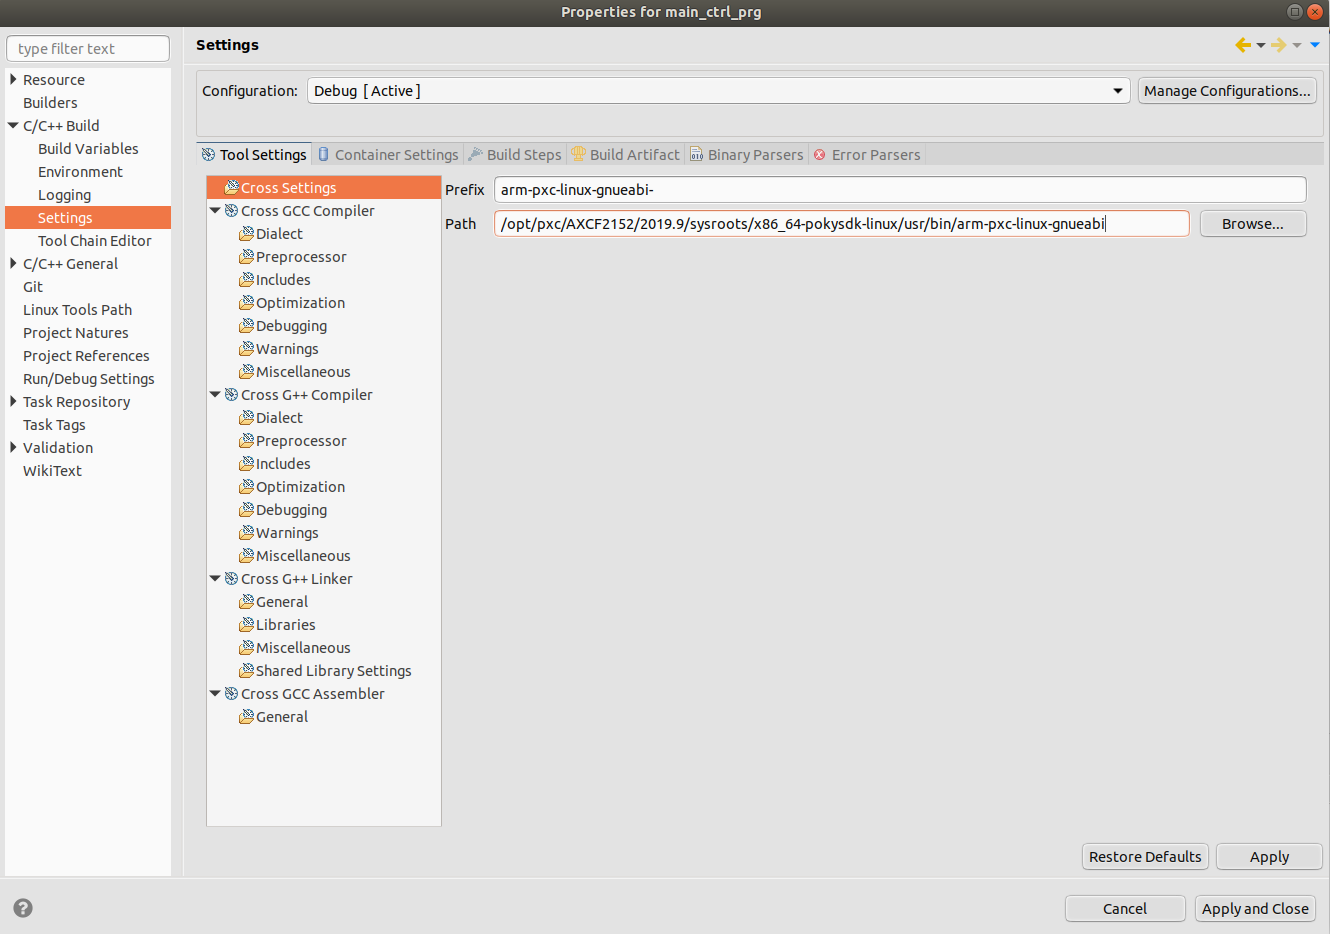 Properties for main_ctrl_prg
type filter text
Resource
Builders
C/C++ Build
Build Variables
Environment
Logging
Settings
Tool Chain Editor
C/C++ General
Git
Linux Tools Path
Project Natures
Project References
Run/Debug Settings
Task Repository
Task Tags
Validation
WikiText
Settings
Configuration: Debug [ Active ] Manage Configurations...
Tool Settings Container Settings Build Steps Build Artifact Binary Parsers Error Parsers
Cross Settings
Cross GCC Compiler
Dialect
Preprocessor
Includes
Optimization
Debugging
Warnings
Miscellaneous
Cross G++ Compiler
Dialect
Preprocessor
Includes
Optimization
Debugging
Warnings
Miscellaneous
Cross G++ Linker
General
Libraries
Miscellaneous
Shared Library Settings
Cross GCC Assembler
General
Prefix arm-pxc-linux-gnueabi-
Path /opt/pxc/AXCF2152/2019.9/sysroots/x86_64-pokysdk-linux/usr/bin/arm-pxc-linux-gnueabi Browse...
Restore Defaults Apply
Cancel Apply and Close